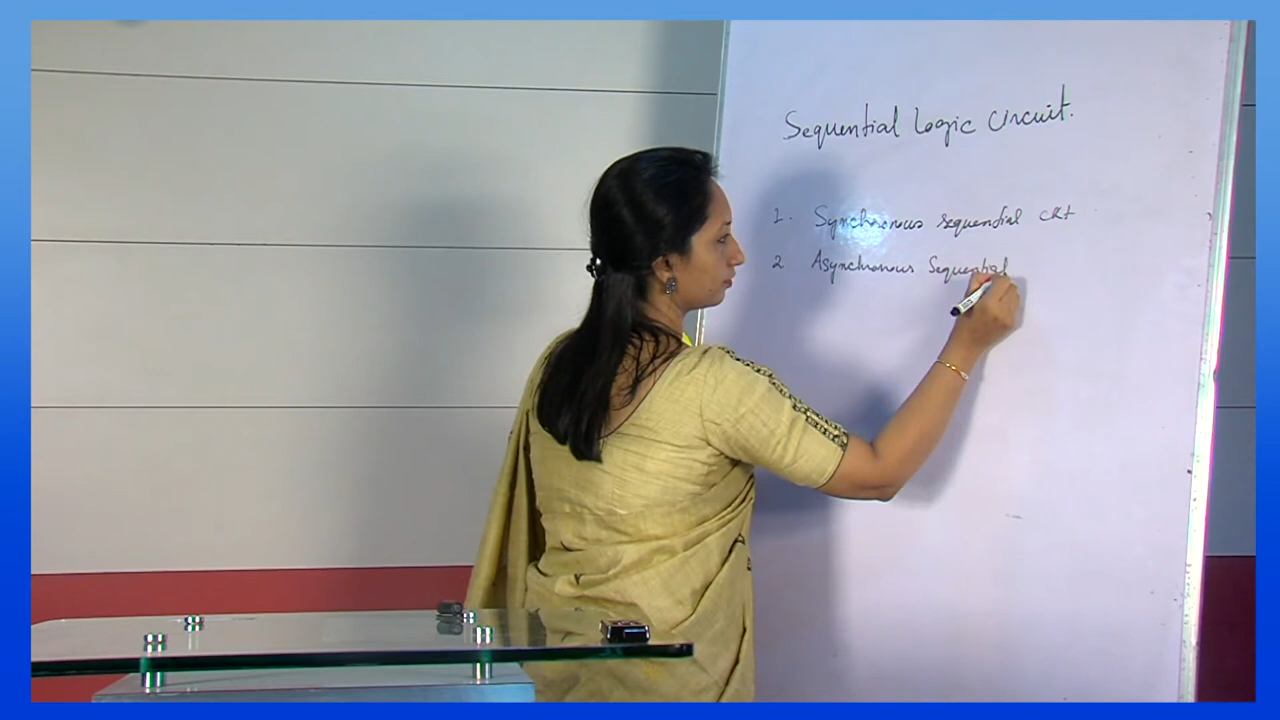 Sequential Logic Circuit.
1. Synchronous sequential ckt
2 Asynchronous Sequential